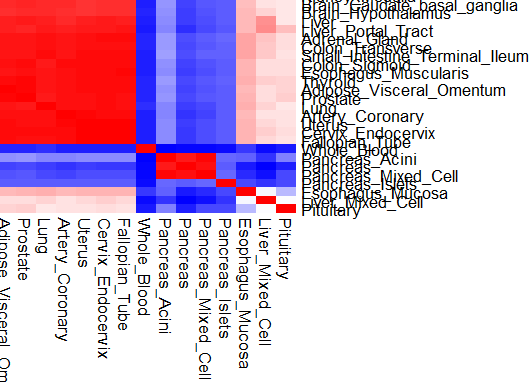 Brain_Caudate_basal_ganglia
Brain_Hypothalamus
Liver
Liver_Portal_Tract
Adrenal_Gland
Colon_Transverse
Small_Intestine_Terminal_Ileum
Colon_Sigmoid
Esophagus_Muscularis
Thyroid
Adipose_Visceral_Omentum
Prostate
Lung
Artery_Coronary
Uterus
Cervix_Endocervix
Fallopian_Tube
Whole_Blood
Pancreas_Acini
Pancreas
Pancreas_Mixed_Cell
Pancreas_Islets
Esophagus_Mucosa
Liver_Mixed_Cell
Pituitary
Adipose_Visceral_Om
Prostate
Lung
Artery_Coronary
Uterus
Cervix_Endocervix
Fallopian_Tube
Whole_Blood
Pancreas_Acini
Pancreas
Pancreas_Mixed_Cell
Pancreas_Islets
Esophagus_Mucosa
Liver_Mixed_Cell
Pituitary